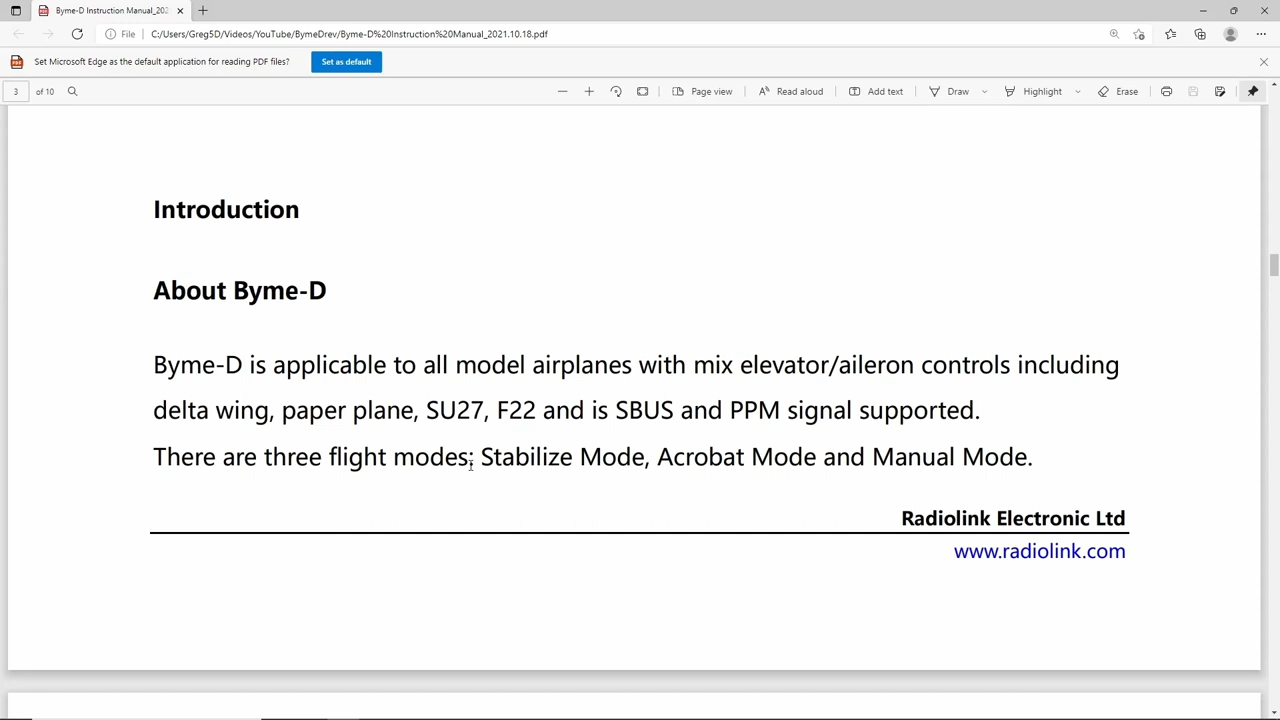 Byme-D Instruction Manual_202
File C:/Users/Greg5D/Videos/YouTube/BymeDrev/Byme-D%20Instruction%20Manual_2021.10.18.pdf
Set Microsoft Edge as the default application for reading PDF files? Set as default
3 of 10 Page view Read aloud Add text Draw Highlight Erase
Introduction
About Byme-D
Byme-D is applicable to all model airplanes with mix elevator/aileron controls including
delta wing, paper plane, SU27, F22 and is SBUS and PPM signal supported.
There are three flight modes: Stabilize Mode, Acrobat Mode and Manual Mode.
Radiolink Electronic Ltd
www.radiolink.com